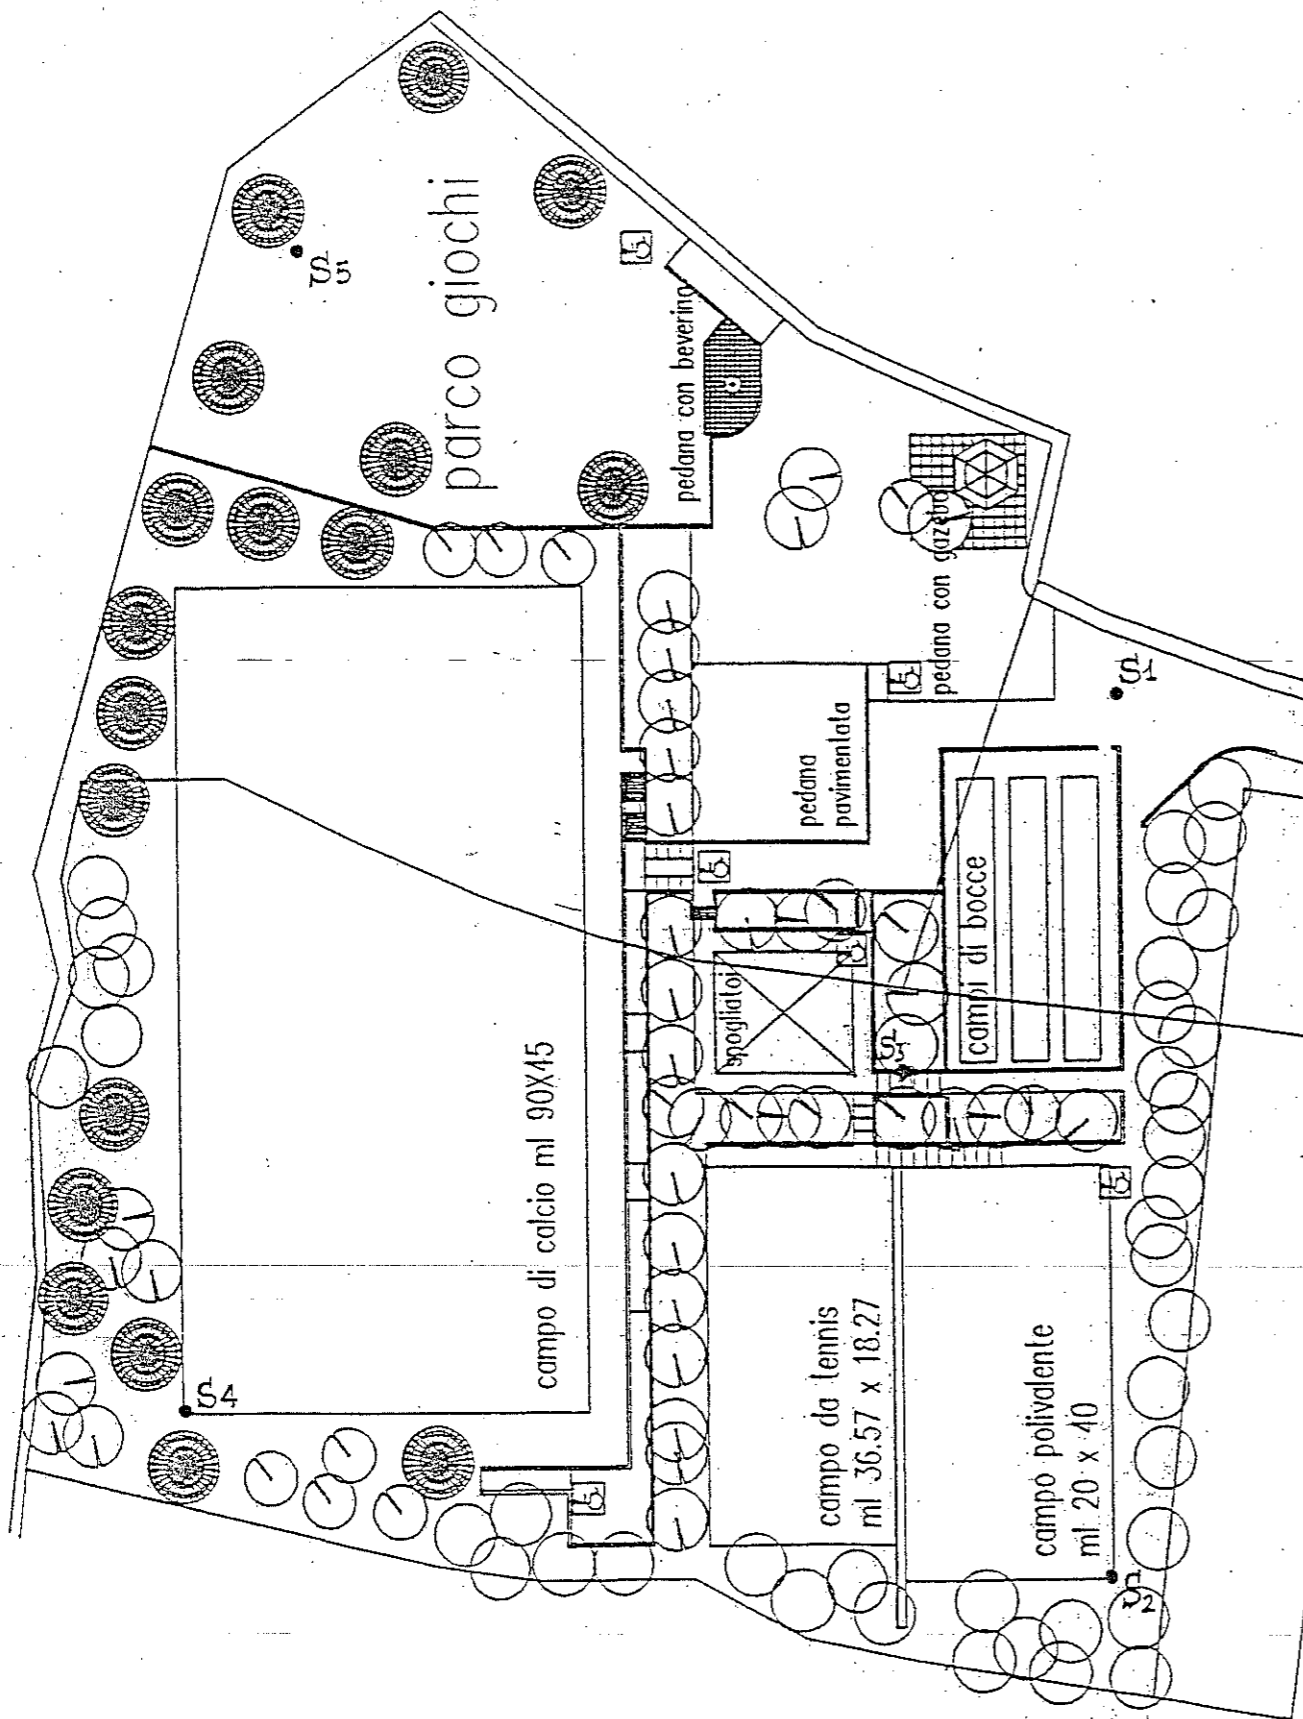 parco giochi
S5
pedana con beverino
pedana con gazebo
S1
pedana
pavimentata
campi di bocce
spogliatoi
S3
campo di calcio ml 90X45
S4
campo da tennis
ml 36.57 x 18.27
campo polivalente
ml 20 x 40
S2